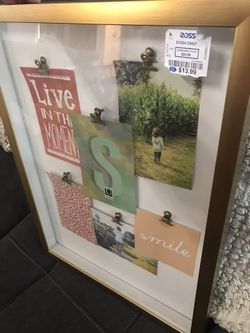 ROSS
$13.99
Live
IN THE
MOMENT
S
smile